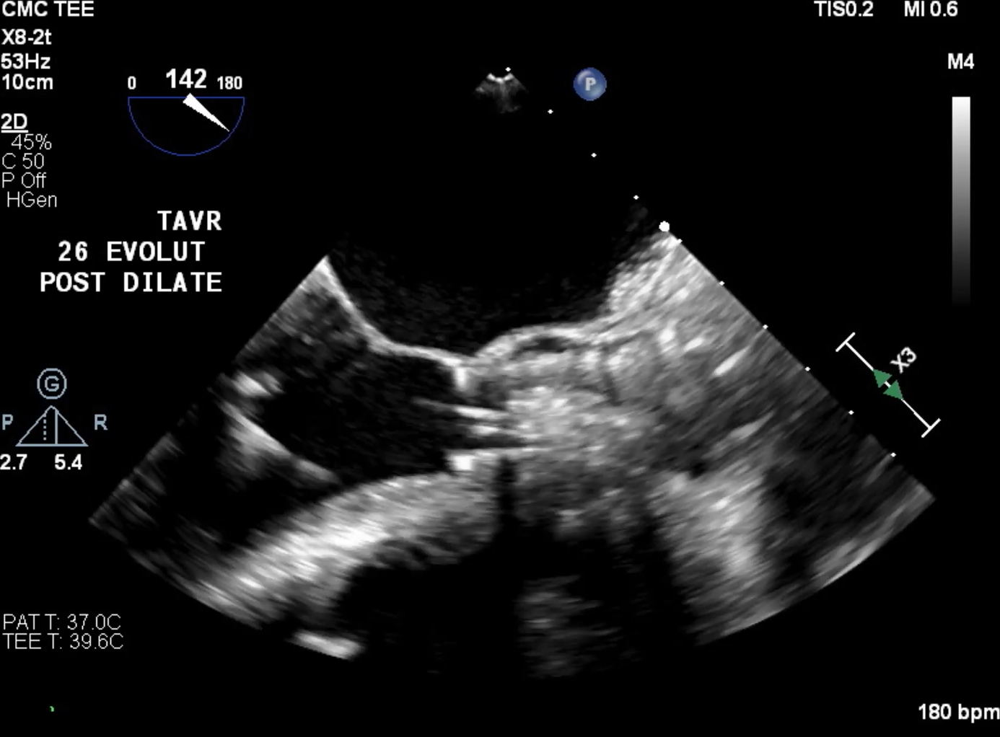 CMC TEE
X8-2t
53Hz
10cm
2D
45%
C 50
P Off
HGen
0 142 180
P
TIS0.2 MI 0.6
M4
TAVR
26 EVOLUT
POST DILATE
X3
G
P R
2.7 5.4
PAT T: 37.0C
TEE T: 39.6C
180 bpm